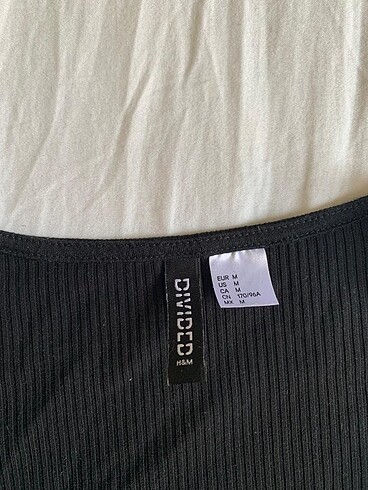 DIVIDED
H&M
EUR M
US M
CA M
CN 170/96A
MX M